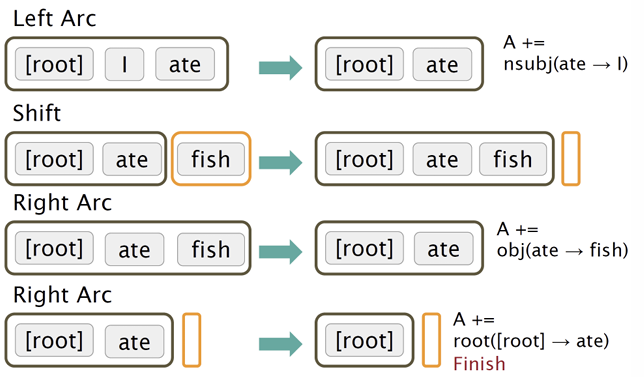 Left Arc
[root] I ate [root] ate A +=
nsubj(ate → I)
Shift
[root] ate fish [root] ate fish
Right Arc
[root] ate fish [root] ate A +=
obj(ate → fish)
Right Arc
[root] ate [root] A +=
root([root] → ate)
Finish